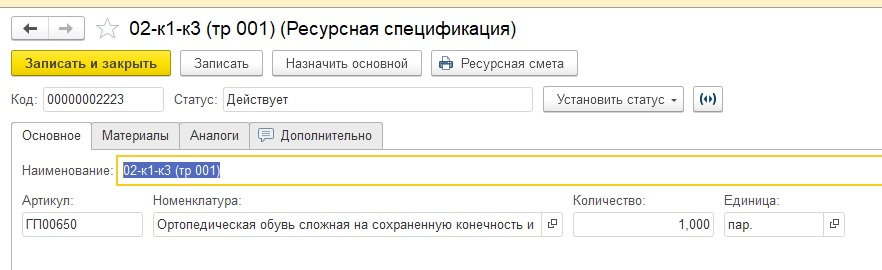 02-к1-к3 (тр 001) (Ресурсная спецификация)
Записать и закрыть Записать Назначить основной Ресурсная смета
Код: 00000002223 Статус: Действует Установить статус
Основное Материалы Аналоги Дополнительно
Наименование: 02-к1-к3 (тр 001)
Артикул: Номенклатура: Количество: Единица:
ГП00650 Ортопедическая обувь сложная на сохраненную конечность и 1,000 пар.